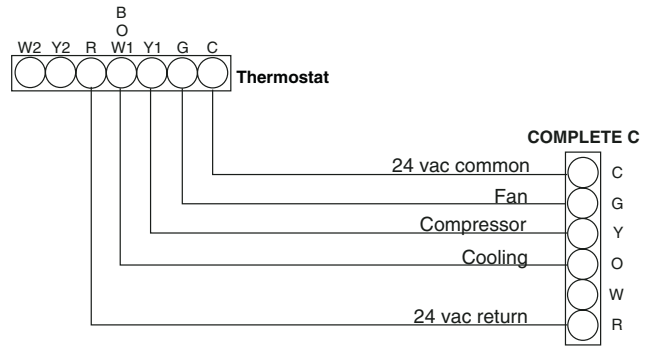 B
O
W2 Y2 R W1 Y1 G C
Thermostat
COMPLETE C
24 vac common C
Fan G
Compressor Y
Cooling O
W
24 vac return R